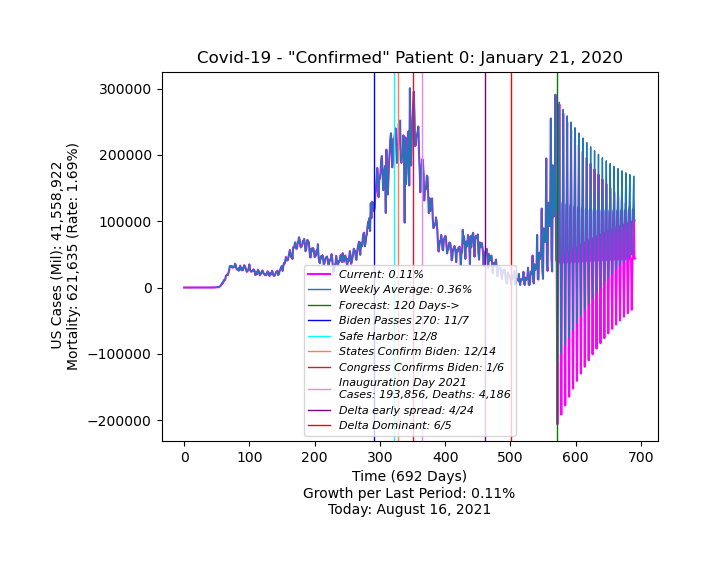 Covid-19 - "Confirmed" Patient 0: January 21, 2020
US Cases (Mil): 41,558,922
Mortality: 621,635 (Rate: 1.69%)
300000
200000
100000
0
−100000
−200000
Current: 0.11%
Weekly Average: 0.36%
Forecast: 120 Days->
Biden Passes 270: 11/7
Safe Harbor: 12/8
States Confirm Biden: 12/14
Congress Confirms Biden: 1/6
Inauguration Day 2021
Cases: 193,856, Deaths: 4,186
Delta early spread: 4/24
Delta Dominant: 6/5
0 100 200 300 400 500 600 700
Time (692 Days)
Growth per Last Period: 0.11%
Today: August 16, 2021